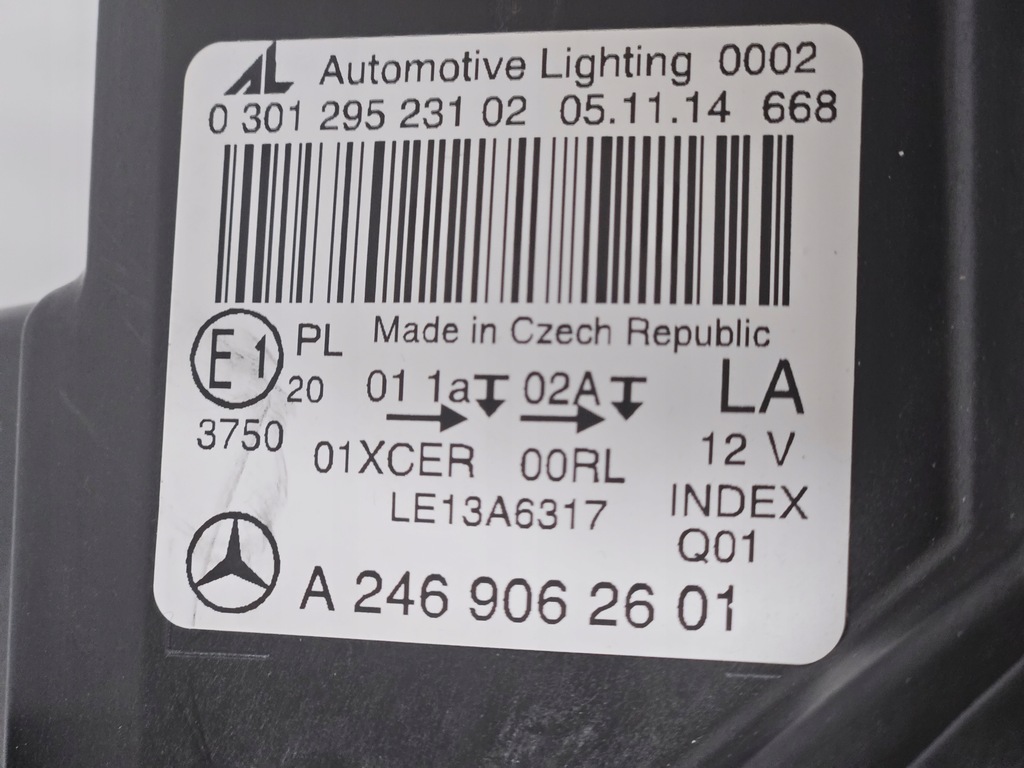 AL Automotive Lighting 0002
0 301 295 231 02 05.11.14 668
E1 PL Made in Czech Republic
20 01 1a 02A LA
3750 01XCER 00RL 12 V
LE13A6317 INDEX
Q01
A 246 906 26 01